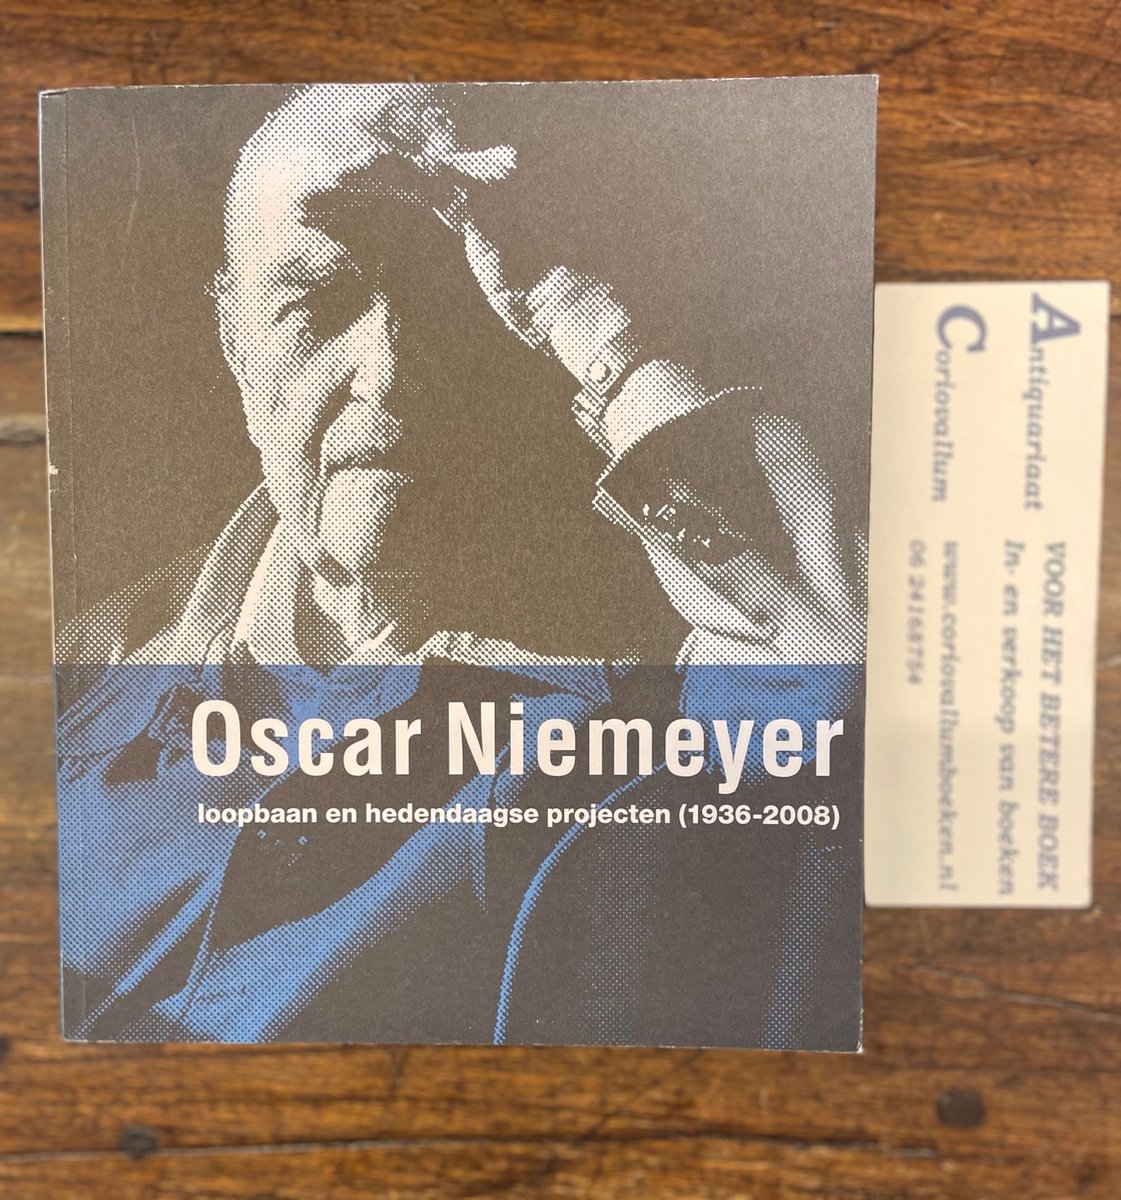 Oscar Niemeyer
loopbaan en hedendaagse projecten (1936-2008)
Antiquariaat
Coriovallum
VOOR HET BETERE BOEK
In- en verkoop van boeken
www.coriovallumboeken.nl
06 24168754